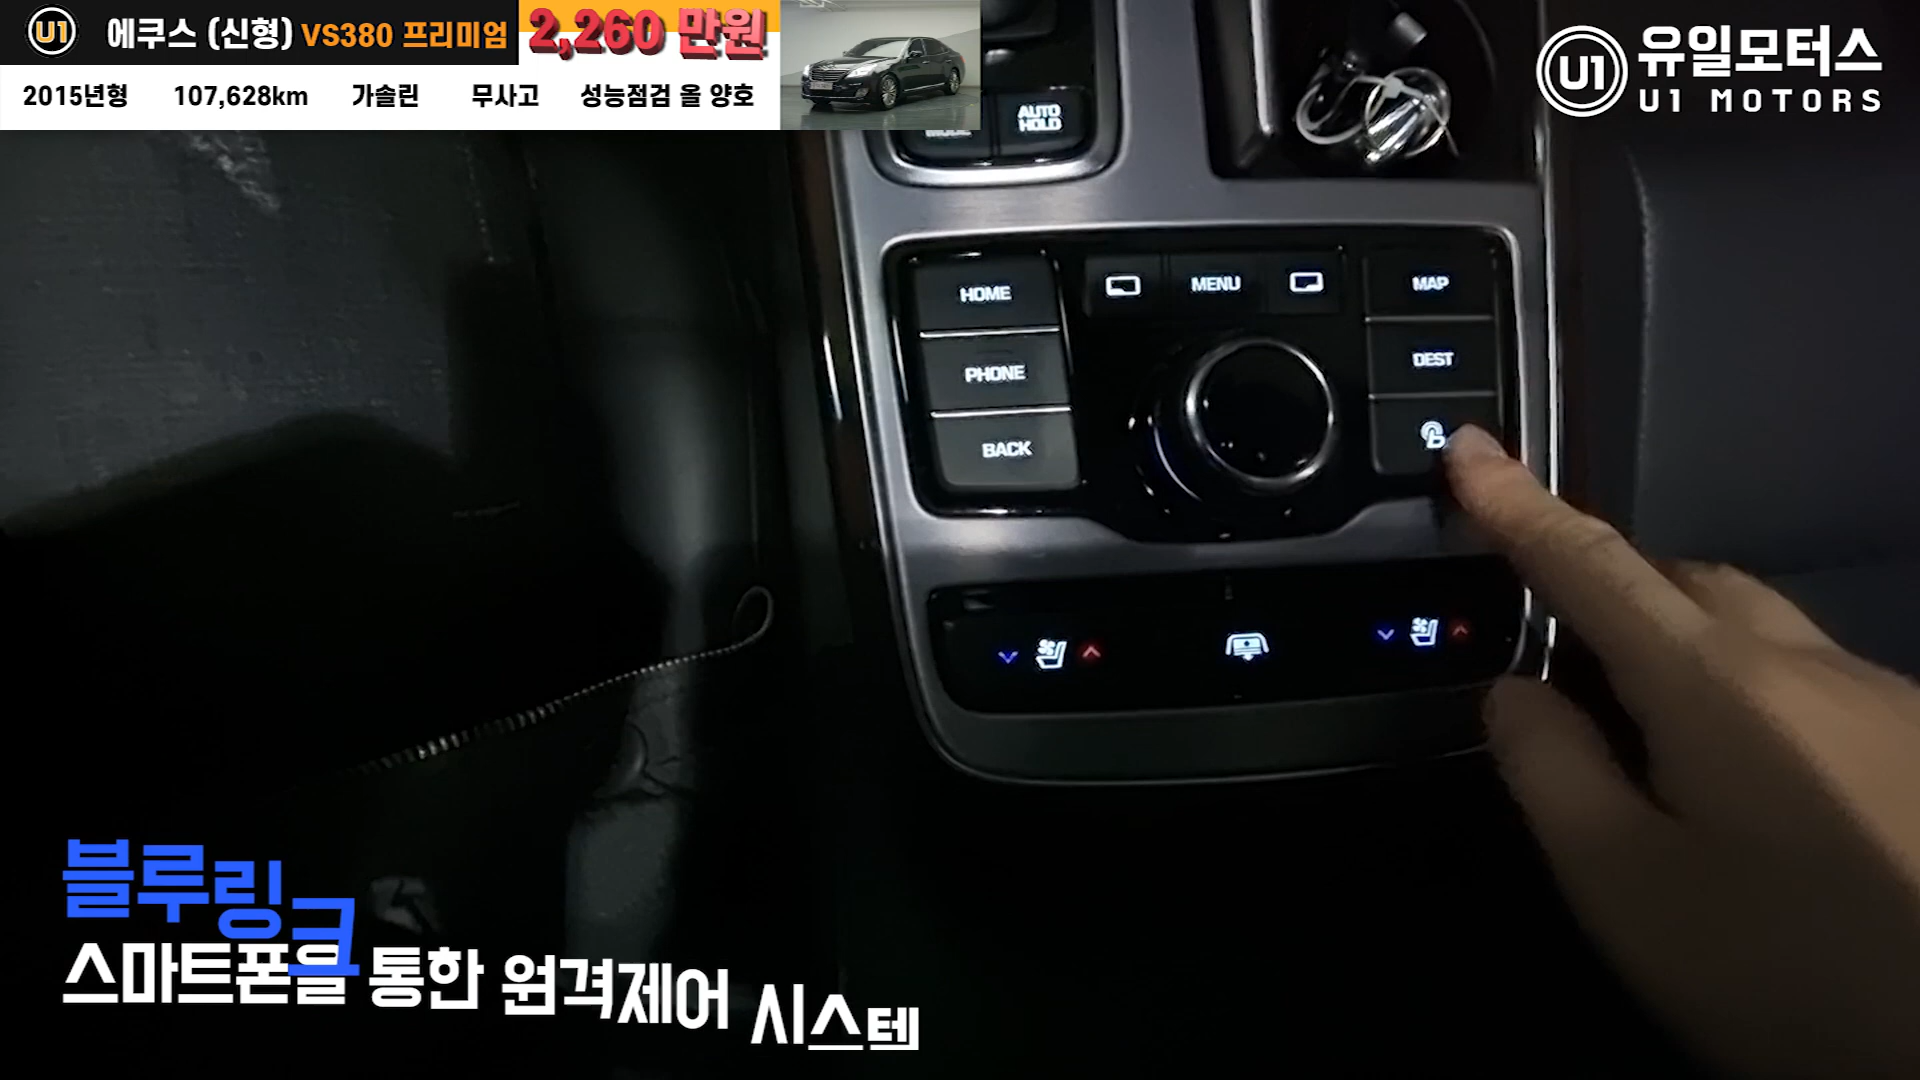 U1 에쿠스 (신형) VS380 프리미엄 2,260 만원
2015년형 107,628km 가솔린 무사고 성능점검 올 양호
U1 유일모터스
U1 MOTORS
AUTO
HOLD
MODE
HOME
MENU
MAP
PHONE
DEST
BACK
블루링크
스마트폰을 통한 원격제어 시스템